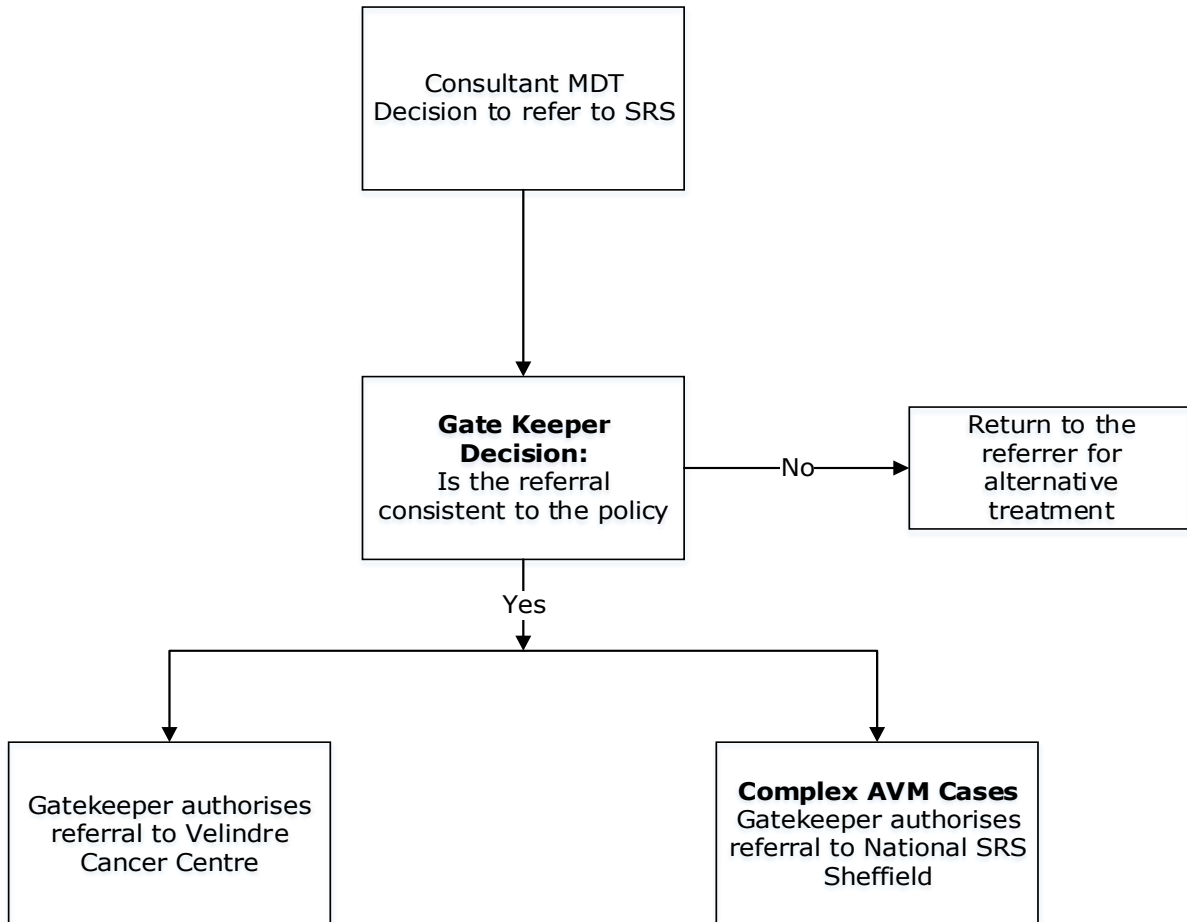 Consultant MDT
Decision to refer to SRS
Gate Keeper
Decision:
Is the referral
consistent to the policy
No
Return to the
referrer for
alternative
treatment
Yes
Gatekeeper authorises
referral to Velindre
Cancer Centre
Complex AVM Cases
Gatekeeper authorises
referral to National SRS
Sheffield